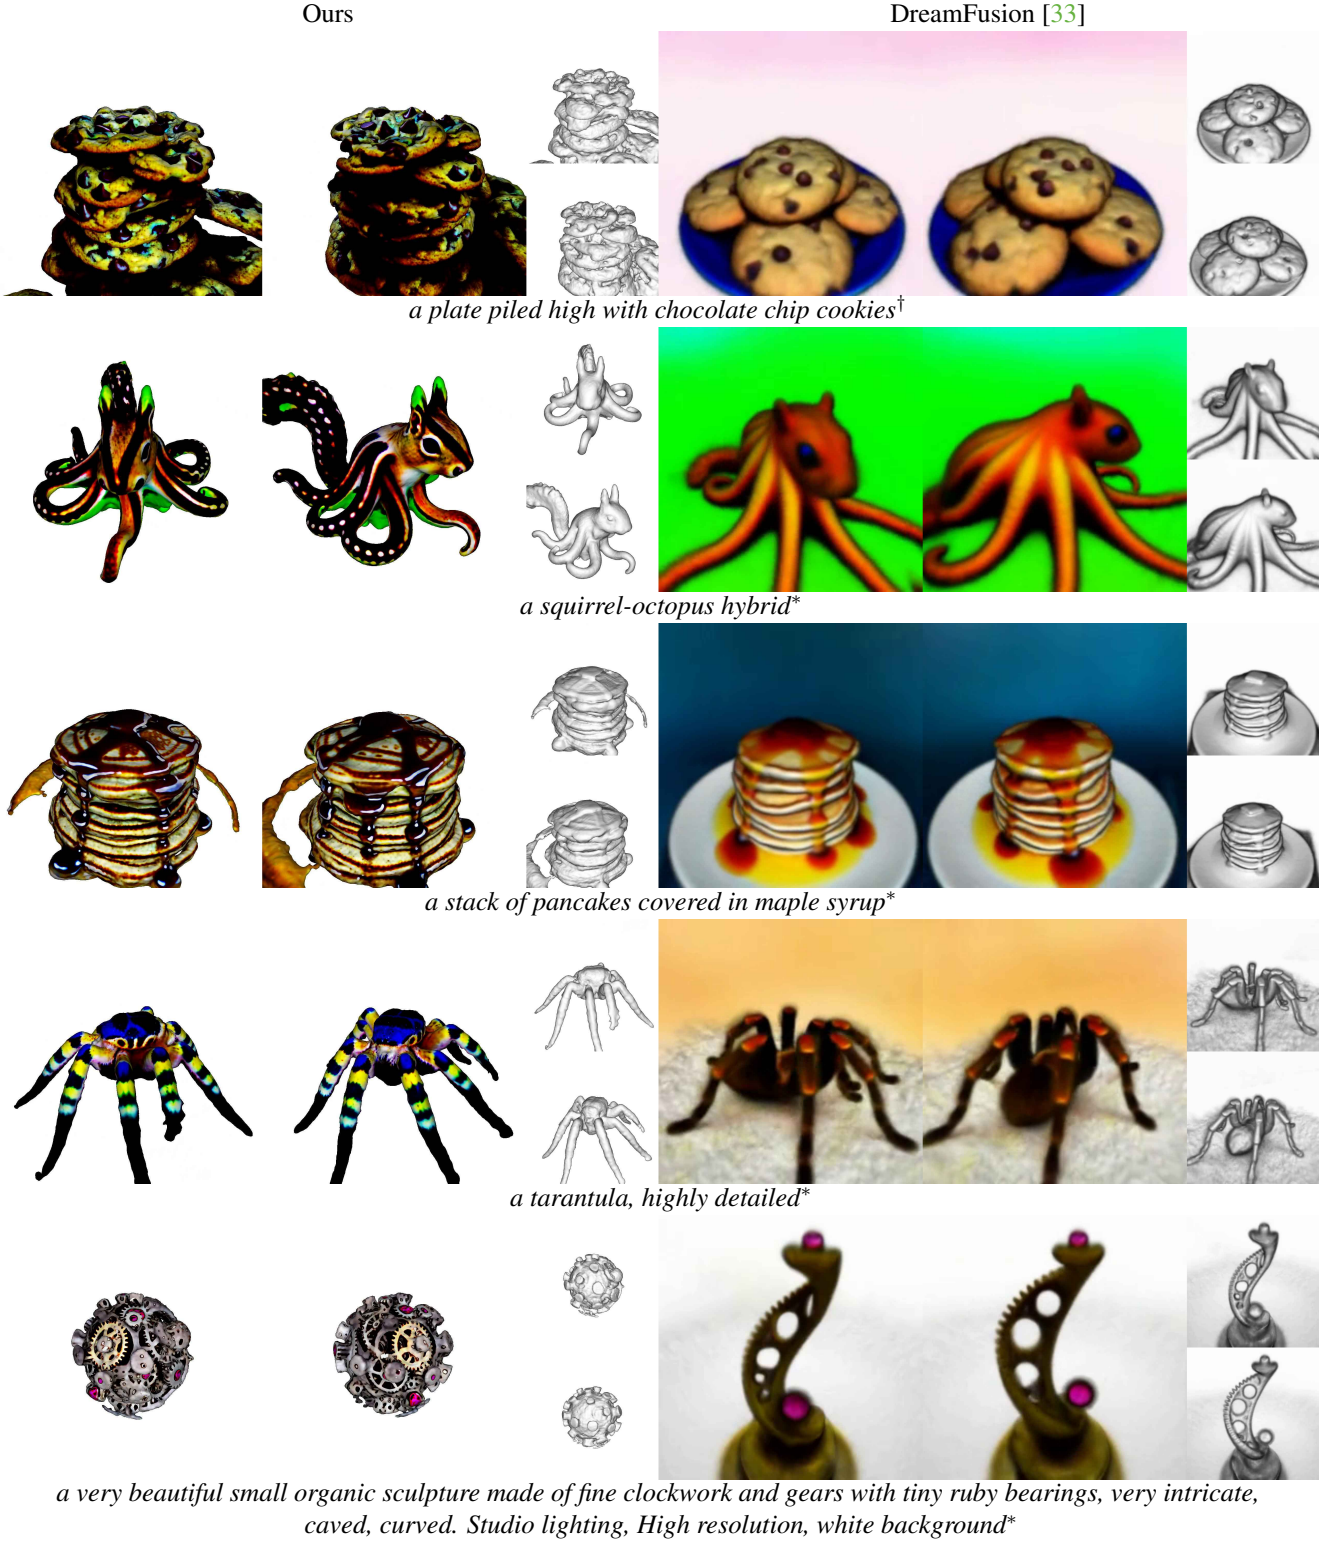 Ours
DreamFusion [33]
a plate piled high with chocolate chip cookies†
a squirrel-octopus hybrid*
a stack of pancakes covered in maple syrup*
a tarantula, highly detailed*
a very beautiful small organic sculpture made of fine clockwork and gears with tiny ruby bearings, very intricate,
caved, curved. Studio lighting, High resolution, white background*